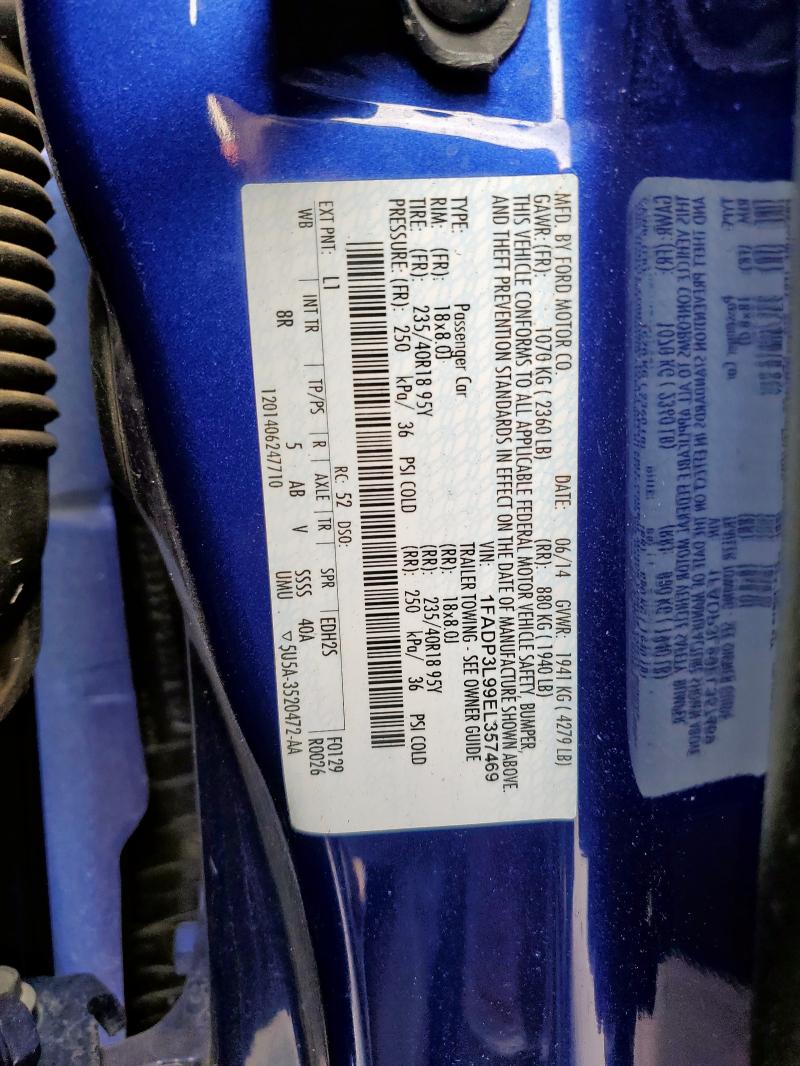 MFD. BY FORD MOTOR CO. DATE: 06/14 GVWR: 1941 KG ( 4279 LB)
GAWR: (FR): 1070 KG ( 2360 LB) (RR): 880 KG ( 1940 LB)
THIS VEHICLE CONFORMS TO ALL APPLICABLE FEDERAL MOTOR VEHICLE SAFETY, BUMPER,
AND THEFT PREVENTION STANDARDS IN EFFECT ON THE DATE OF MANUFACTURE SHOWN ABOVE.
VIN: 1FADP3L99EL357469
TYPE: Passenger Car TRAILER TOWING - SEE OWNER GUIDE
RIM: (FR): 18x8.0J (RR): 18x8.0J
TIRE: (FR): 235/40R18 95Y (RR): 235/40R18 95Y
PRESSURE: (FR): 250 kPa/ 36 PSI COLD (RR): 250 kPa/ 36 PSI COLD
RC: 52 DSO:
EXT PNT: L1 EDH2S F0129
WB INT TR TP/PS R AXLE TR SPR R0026
8R 5 AB V SSSS 40A
1201406247710 UMU ▽5U5A-3520472-AA